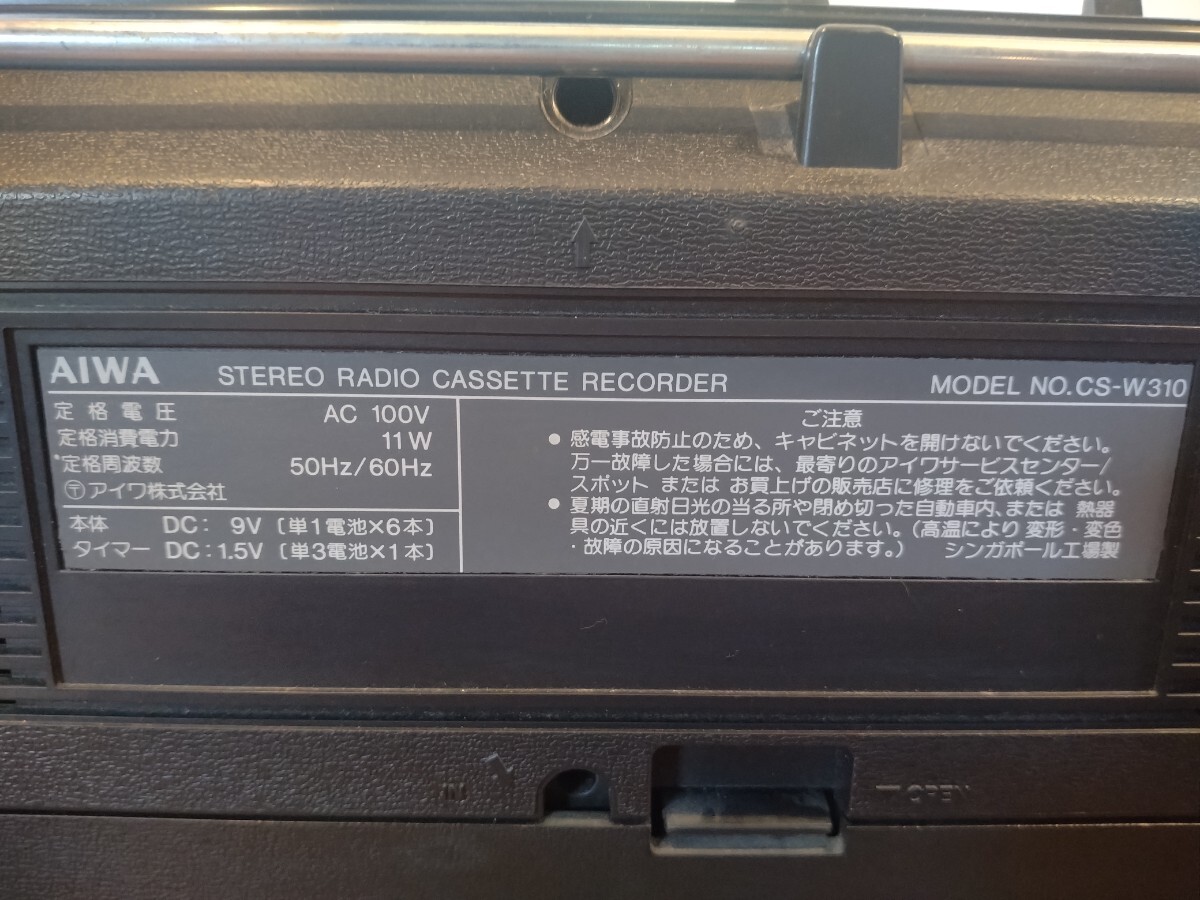 AIWA STEREO RADIO CASSETTE RECORDER MODEL NO.CS-W310
定格電圧 AC 100V
定格消費電力 11W
定格周波数 50Hz/60Hz
〒アイワ株式会社
本体 DC: 9V〔単1電池×6本〕
タイマー DC:1.5V〔単3電池×1本〕
ご注意
● 感電事故防止のため、キャビネットを開けないでください。
万一故障した場合には、最寄りのアイワサービスセンター/
スポット または お買上げの販売店に修理をご依頼ください。
● 夏期の直射日光の当る所や閉め切った自動車内、または 熱器
具の近くには放置しないでください。(高温により 変形・変色
・故障の原因になることがあります。) シンガポール工場製
OPEN